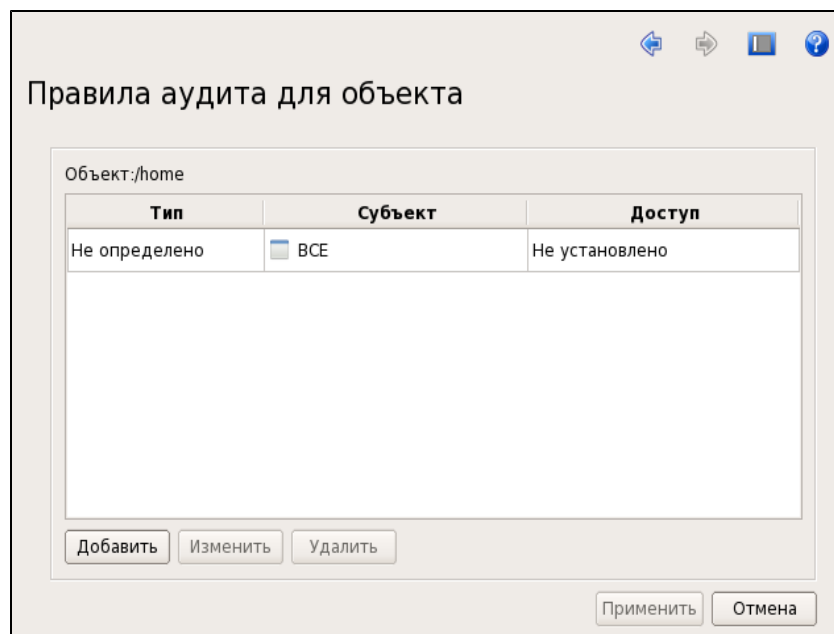 Правила аудита для объекта
Объект:/home
Тип Субъект Доступ
Не определено ВСЕ Не установлено
Добавить Изменить Удалить
Применить Отмена